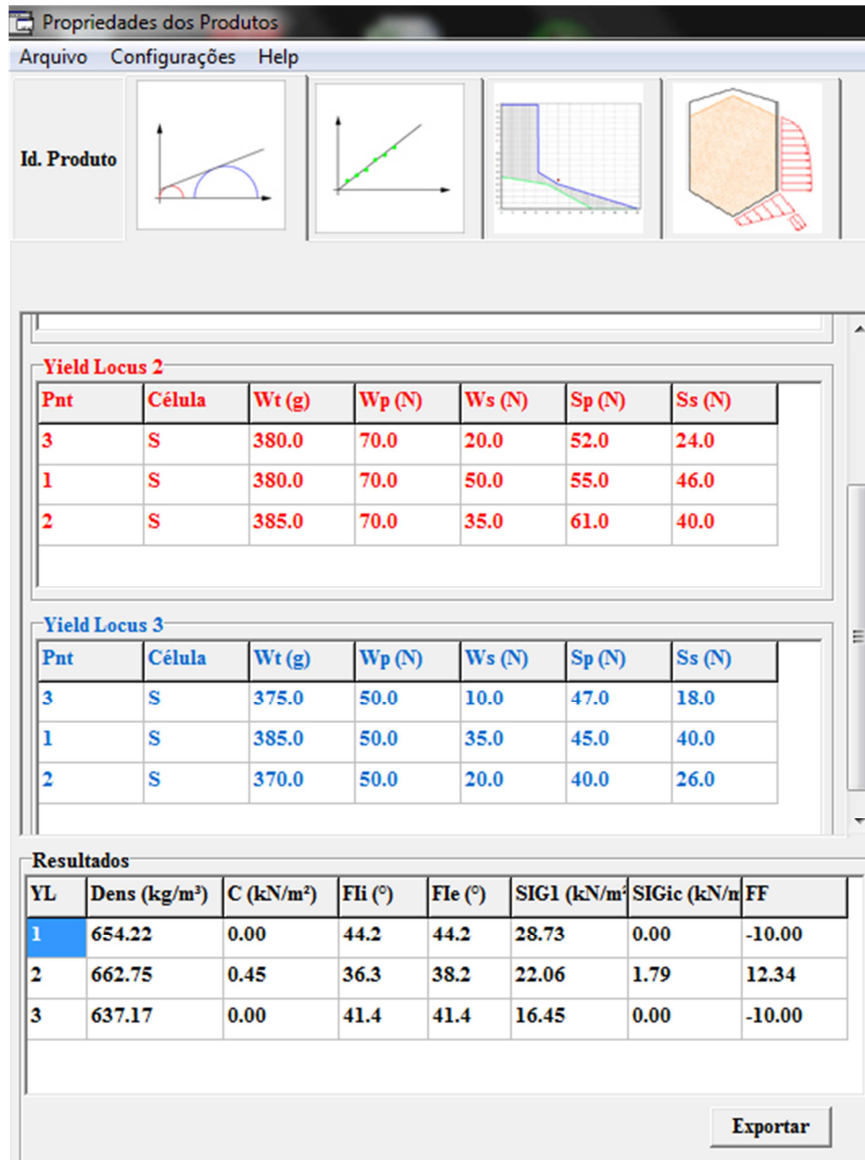 Propriedades dos Produtos
Arquivo Configurações Help
Id. Produto
Yield Locus 2
Pnt Célula Wt (g) Wp (N) Ws (N) Sp (N) Ss (N)
3 S 380.0 70.0 20.0 52.0 24.0
1 S 380.0 70.0 50.0 55.0 46.0
2 S 385.0 70.0 35.0 61.0 40.0
Yield Locus 3
Pnt Célula Wt (g) Wp (N) Ws (N) Sp (N) Ss (N)
3 S 375.0 50.0 10.0 47.0 18.0
1 S 385.0 50.0 35.0 45.0 40.0
2 S 370.0 50.0 20.0 40.0 26.0
Resultados
YL Dens (kg/m³) C (kN/m²) FIi (°) FIe (°) SIG1 (kN/m² SIGic (kN/m FF
1 654.22 0.00 44.2 44.2 28.73 0.00 -10.00
2 662.75 0.45 36.3 38.2 22.06 1.79 12.34
3 637.17 0.00 41.4 41.4 16.45 0.00 -10.00
Exportar